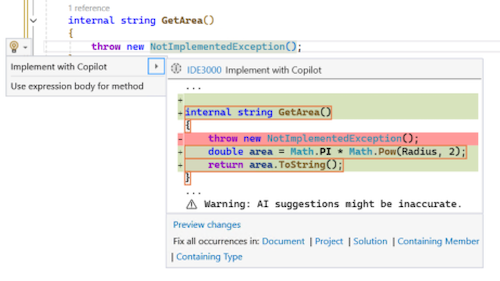 1 reference
internal string GetArea()
{
throw new NotImplementedException();
Implement with Copilot
Use expression body for method
IDE3000 Implement with Copilot
...
+
+internal string GetArea()
{
- throw new NotImplementedException();
+ double area = Math.PI * Math.Pow(Radius, 2);
+ return area.ToString();
}
...
Warning: AI suggestions might be inaccurate.
Preview changes
Fix all occurrences in: Document | Project | Solution | Containing Member
| Containing Type